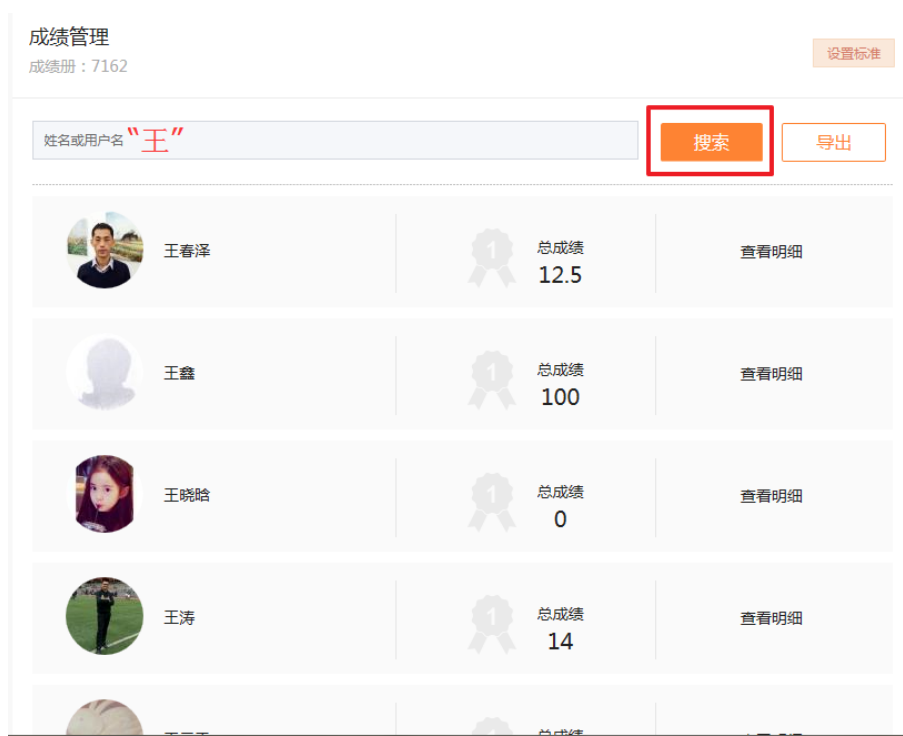 成绩管理
成绩册：7162
设置标准
姓名或用户名“王”
搜索
导出
王春泽
总成绩
12.5
查看明细
王鑫
总成绩
100
查看明细
王晓晗
总成绩
0
查看明细
王涛
总成绩
14
查看明细